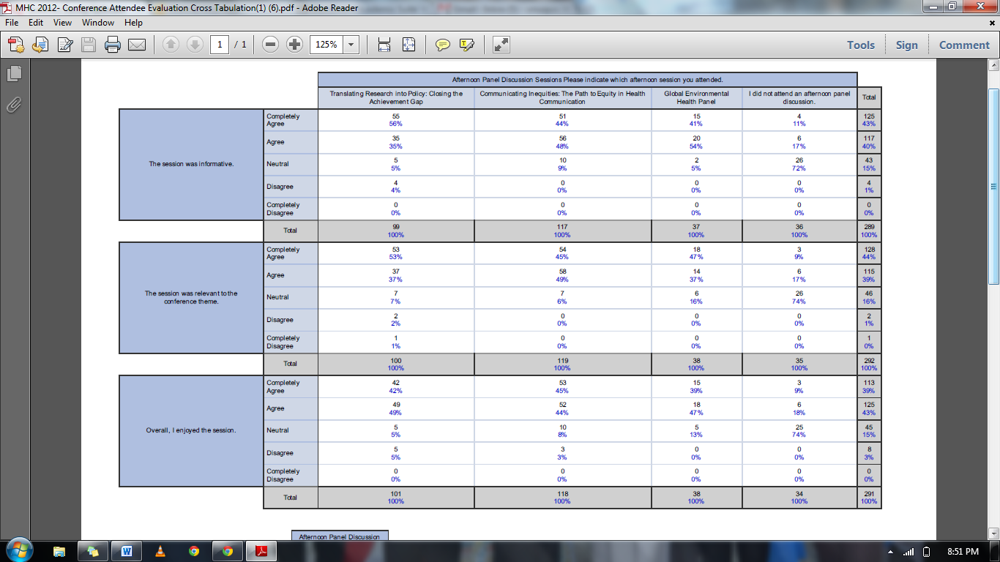 MHC 2012- Conference Attendee Evaluation Cross Tabulation(1) (6).pdf - Adobe Reader
File Edit View Window Help
1 / 1 125% Tools Sign Comment
Afternoon Panel Discussion Sessions Please indicate which afternoon session you attended.
Translating Research into Policy: Closing the Achievement Gap
Communicating Inequities: The Path to Equity in Health Communication
Global Environmental Health Panel
I did not attend an afternoon panel discussion.
Total
The session was informative.
Completely Agree 55 51 15 4 125
56% 44% 41% 11% 43%
Agree 35 56 20 6 117
35% 48% 54% 17% 40%
Neutral 5 10 2 26 43
5% 9% 5% 72% 15%
Disagree 4 0 0 0 4
4% 0% 0% 0% 1%
Completely Disagree 0 0 0 0 0
0% 0% 0% 0% 0%
Total 99 117 37 36 289
100% 100% 100% 100% 100%
The session was relevant to the conference theme.
Completely Agree 53 54 18 3 128
53% 45% 47% 9% 44%
Agree 37 58 14 6 115
37% 49% 37% 17% 39%
Neutral 7 7 6 26 46
7% 6% 16% 74% 16%
Disagree 2 0 0 0 2
2% 0% 0% 0% 1%
Completely Disagree 1 0 0 0 1
1% 0% 0% 0% 0%
Total 100 119 38 35 292
100% 100% 100% 100% 100%
Overall, I enjoyed the session.
Completely Agree 42 53 15 3 113
42% 45% 39% 9% 39%
Agree 49 52 18 6 125
49% 44% 47% 18% 43%
Neutral 5 10 5 25 45
5% 8% 13% 74% 15%
Disagree 5 3 0 0 8
5% 3% 0% 0% 3%
Completely Disagree 0 0 0 0 0
0% 0% 0% 0% 0%
Total 101 118 38 34 291
100% 100% 100% 100% 100%
Afternoon Panel Discussion
8:51 PM